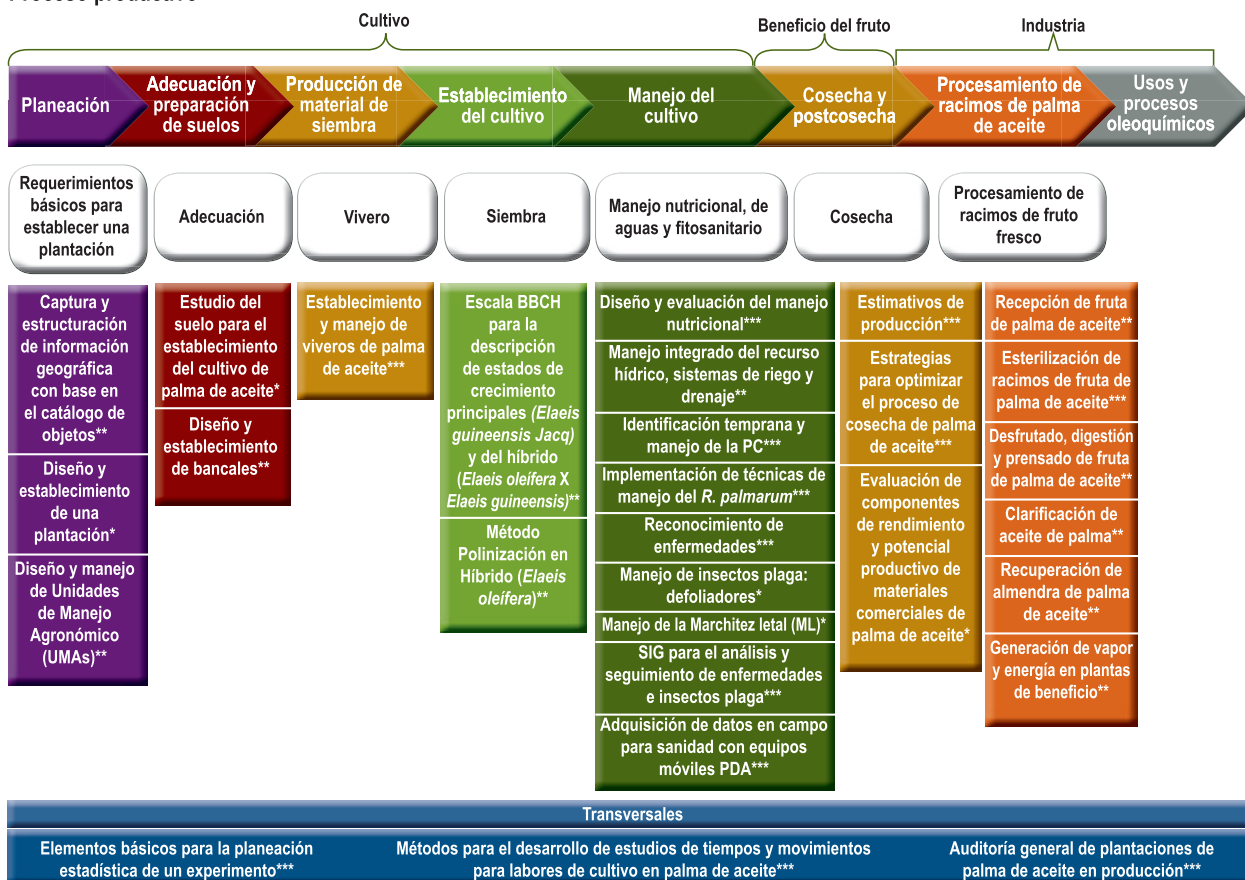 Cultivo
Beneficio del fruto
Industria
Planeación
Adecuación y
preparación
de suelos
Producción de
material de
siembra
Establecimiento
del cultivo
Manejo del
cultivo
Cosecha y
postcosecha
Procesamiento de
racimos de palma
de aceite
Usos y
procesos
oleoquímicos
Requerimientos
básicos para
establecer una
plantación
Adecuación
Vivero
Siembra
Manejo nutricional, de
aguas y fitosanitario
Cosecha
Procesamiento de
racimos de fruto
fresco
Captura y
estructuración
de información
geográfica
con base en
el catálogo de
objetos**
Diseño y
establecimiento
de una
plantación*
Diseño y manejo
de Unidades
de Manejo
Agronómico
(UMAs)**
Estudio del
suelo para el
establecimiento
del cultivo de
palma de aceite*
Diseño y
establecimiento
de bancales**
Establecimiento
y manejo de
viveros de palma
de aceite***
Escala BBCH
para la
descripción
de estados de
crecimiento
principales (Elaeis
guineensis Jacq)
y del híbrido
(Elaeis oleífera X
Elaeis guineensis)**
Método
Polinización en
Híbrido (Elaeis
oleífera)**
Diseño y evaluación del manejo
nutricional***
Manejo integrado del recurso
hídrico, sistemas de riego y
drenaje**
Identificación temprana y
manejo de la PC***
Implementación de técnicas de
manejo del R. palmarum***
Reconocimiento de
enfermedades***
Manejo de insectos plaga:
defoliadores*
Manejo de la Marchitez letal (ML)*
SIG para el análisis y
seguimiento de enfermedades
e insectos plaga***
Adquisición de datos en campo
para sanidad con equipos
móviles PDA***
Estimativos de
producción***
Estrategias
para optimizar
el proceso de
cosecha de palma
de aceite***
Evaluación de
componentes
de rendimiento
y potencial
productivo de
materiales
comerciales de
palma de aceite*
Recepción de fruta
de palma de aceite**
Esterilización de
racimos de fruta de
palma de aceite***
Desfrutado, digestión
y prensado de fruta
de palma de aceite**
Clarificación de
aceite de palma**
Recuperación de
almendra de palma
de aceite**
Generación de vapor
y energía en plantas
de beneficio**
Transversales
Elementos básicos para la planeación
estadística de un experimento***
Métodos para el desarrollo de estudios de tiempos y movimientos
para labores de cultivo en palma de aceite***
Auditoría general de plantaciones de
palma de aceite en producción***